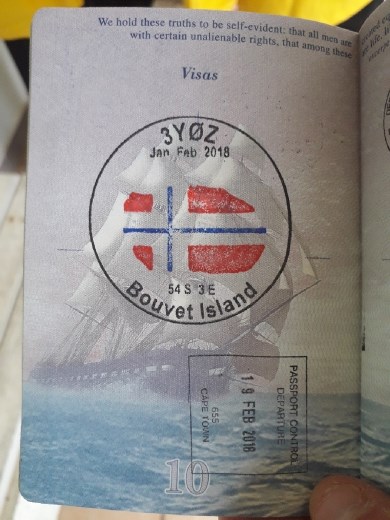 We hold these truths to be self-evident: that all men are
with certain unalienable rights, that among these
Visas
3YØZ
Jan Feb 2018
54 S 3 E
Bouvet Island
PASSPORT CONTROL
DEPARTURE
19 FEB 2018
655
CAPE TOWN
10